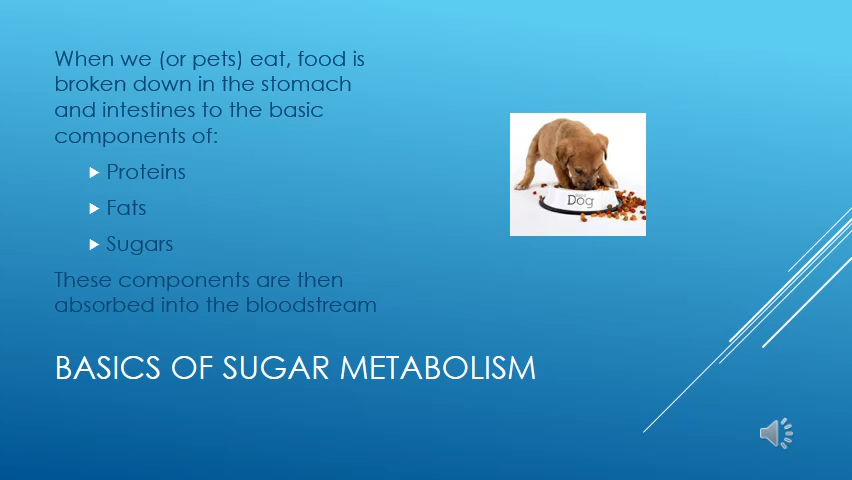 When we (or pets) eat, food is
broken down in the stomach
and intestines to the basic
components of:
Proteins
Fats
Sugars
These components are then
absorbed into the bloodstream
Dog
BASICS OF SUGAR METABOLISM